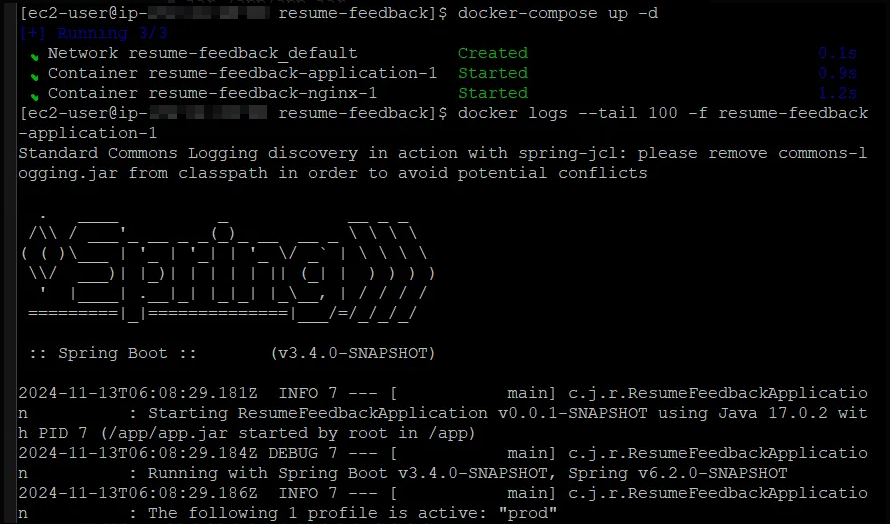 [ec2-user@ip- resume-feedback]$ docker-compose up -d
[+] Running 3/3
Network resume-feedback_default Created 0.1s
Container resume-feedback-application-1 Started 0.9s
Container resume-feedback-nginx-1 Started 1.2s
[ec2-user@ip- resume-feedback]$ docker logs --tail 100 -f resume-feedback
-application-1
Standard Commons Logging discovery in action with spring-jcl: please remove commons-l
ogging.jar from classpath in order to avoid potential conflicts
  .   ____          _            __ _ _
 /\\ / ___'_ __ _ _(_)_ __  __ _ \ \ \ \
( ( )\___ | '_ | '_| | '_ \/ _` | \ \ \ \
 \\/  ___)| |_)| | | | | || (_| |  ) ) ) )
  '  |____| .__|_| |_|_| |_\__, | / / / /
 =========|_|==============|___/=/_/_/_/
:: Spring Boot :: (v3.4.0-SNAPSHOT)
2024-11-13T06:08:29.181Z  INFO 7 --- [           main] c.j.r.ResumeFeedbackApplicatio
n          : Starting ResumeFeedbackApplication v0.0.1-SNAPSHOT using Java 17.0.2 wit
h PID 7 (/app/app.jar started by root in /app)
2024-11-13T06:08:29.184Z DEBUG 7 --- [           main] c.j.r.ResumeFeedbackApplicatio
n          : Running with Spring Boot v3.4.0-SNAPSHOT, Spring v6.2.0-SNAPSHOT
2024-11-13T06:08:29.186Z  INFO 7 --- [           main] c.j.r.ResumeFeedbackApplicatio
n          : The following 1 profile is active: "prod"